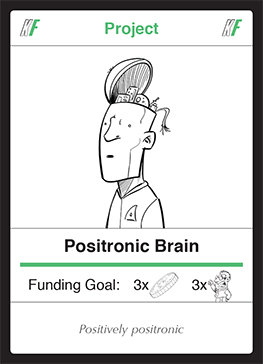 KF Project KF
Positronic Brain
Funding Goal: 3x 3x
Positively positronic